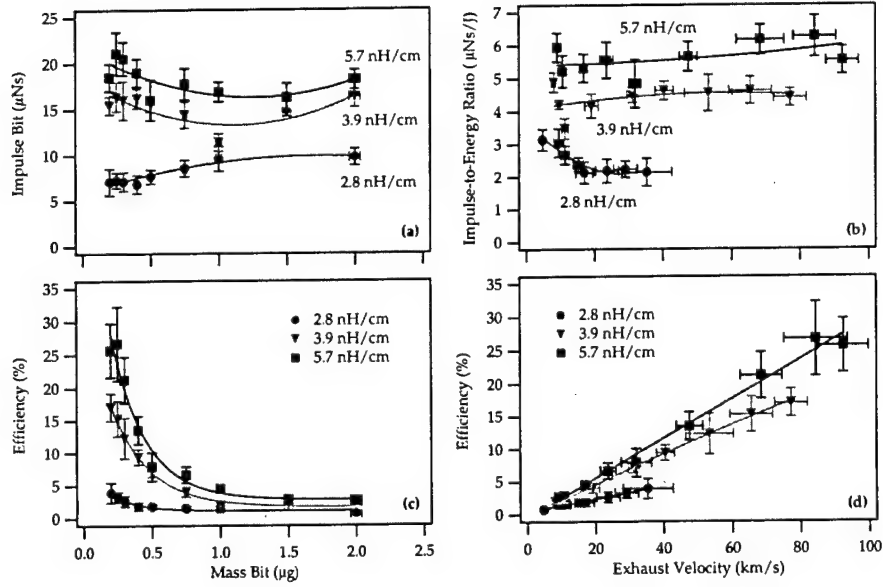 Impulse Bit (μNs)
25
20
15
10
5
0
5.7 nH/cm
3.9 nH/cm
2.8 nH/cm
(a)
Impulse-to-Energy Ratio (μNs/J)
7
6
5
4
3
2
1
0
5.7 nH/cm
3.9 nH/cm
2.8 nH/cm
(b)
Efficiency (%)
35
30
25
20
15
10
5
0
2.8 nH/cm
3.9 nH/cm
5.7 nH/cm
(c)
0.0 0.5 1.0 1.5 2.0 2.5
Mass Bit (μg)
Efficiency (%)
35
30
25
20
15
10
5
0
2.8 nH/cm
3.9 nH/cm
5.7 nH/cm
(d)
0 20 40 60 80 100
Exhaust Velocity (km/s)